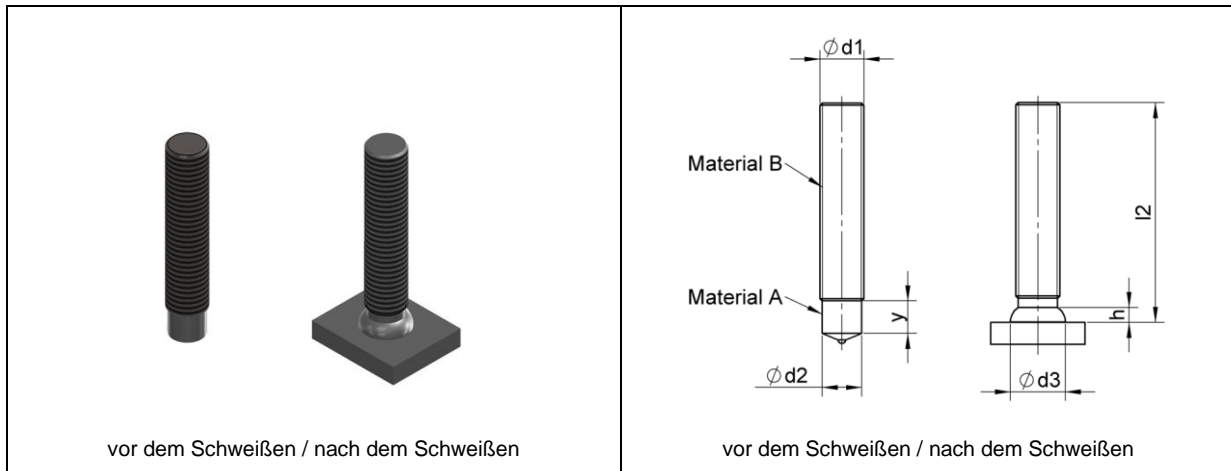 vor dem Schweißen / nach dem Schweißen
Ød1
Material B
Material A
y
Ød2
l2
h
Ød3
vor dem Schweißen / nach dem Schweißen